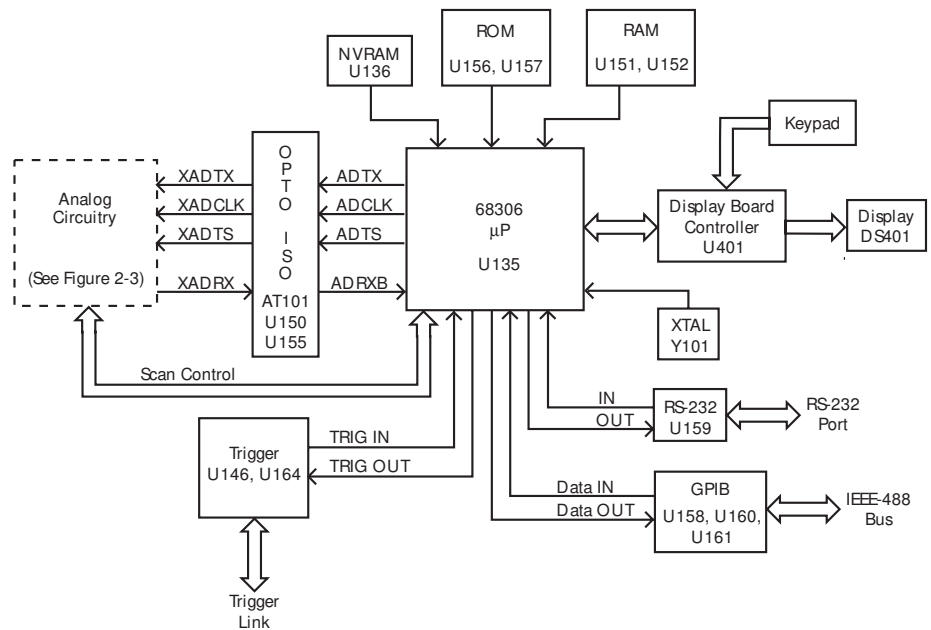 NVRAM
U136
ROM
U156, U157
RAM
U151, U152
Keypad
Analog
Circuitry
(See Figure 2-3)
XADTX
XADCLK
XADTS
XADRX
OPTO ISO
AT101
U150
U155
ADTX
ADCLK
ADTS
ADRXB
68306
µP
U135
Display Board
Controller
U401
Display
DS401
XTAL
Y101
Scan Control
Trigger
U146, U164
TRIG IN
TRIG OUT
Trigger
Link
IN
OUT
RS-232
U159
RS-232
Port
Data IN
Data OUT
GPIB
U158, U160,
U161
IEEE-488
Bus